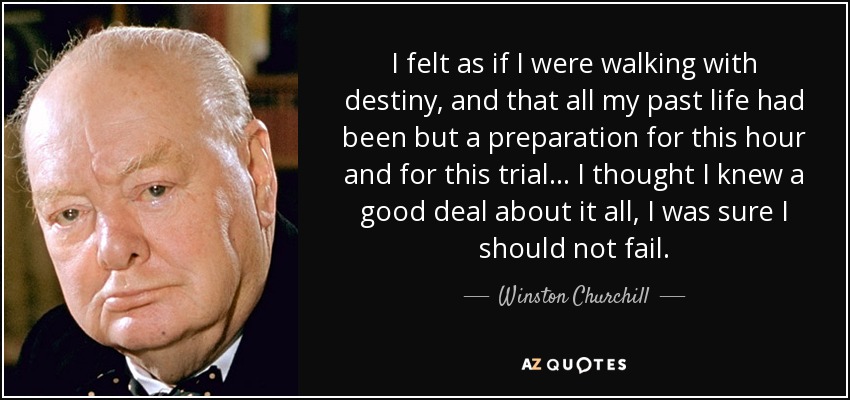 I felt as if I were walking with
destiny, and that all my past life had
been but a preparation for this hour
and for this trial... I thought I knew a
good deal about it all, I was sure I
should not fail.
Winston Churchill
AZ QUOTES